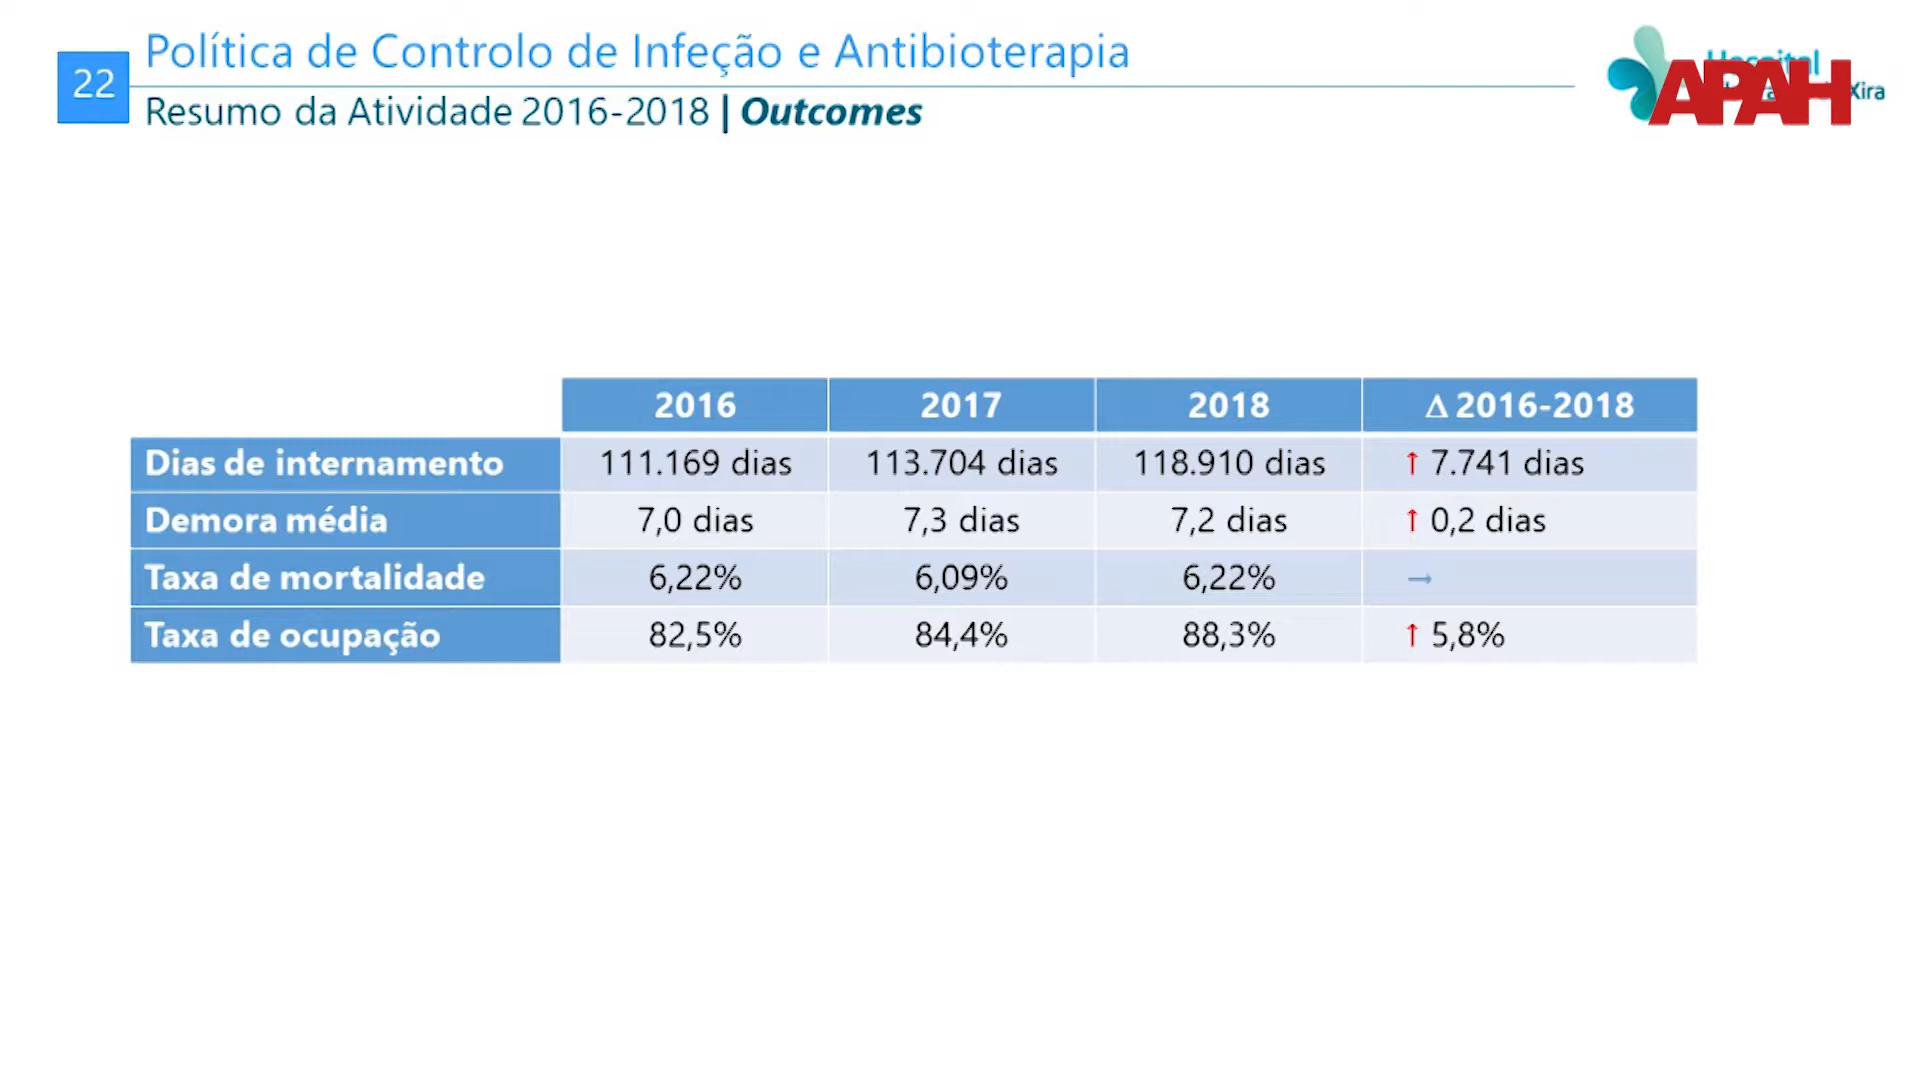 22
Política de Controlo de Infeção e Antibioterapia
Resumo da Atividade 2016-2018 | Outcomes
APAH
Xira
2016 2017 2018 Δ 2016-2018
Dias de internamento 111.169 dias 113.704 dias 118.910 dias ↑ 7.741 dias
Demora média 7,0 dias 7,3 dias 7,2 dias ↑ 0,2 dias
Taxa de mortalidade 6,22% 6,09% 6,22% →
Taxa de ocupação 82,5% 84,4% 88,3% ↑ 5,8%